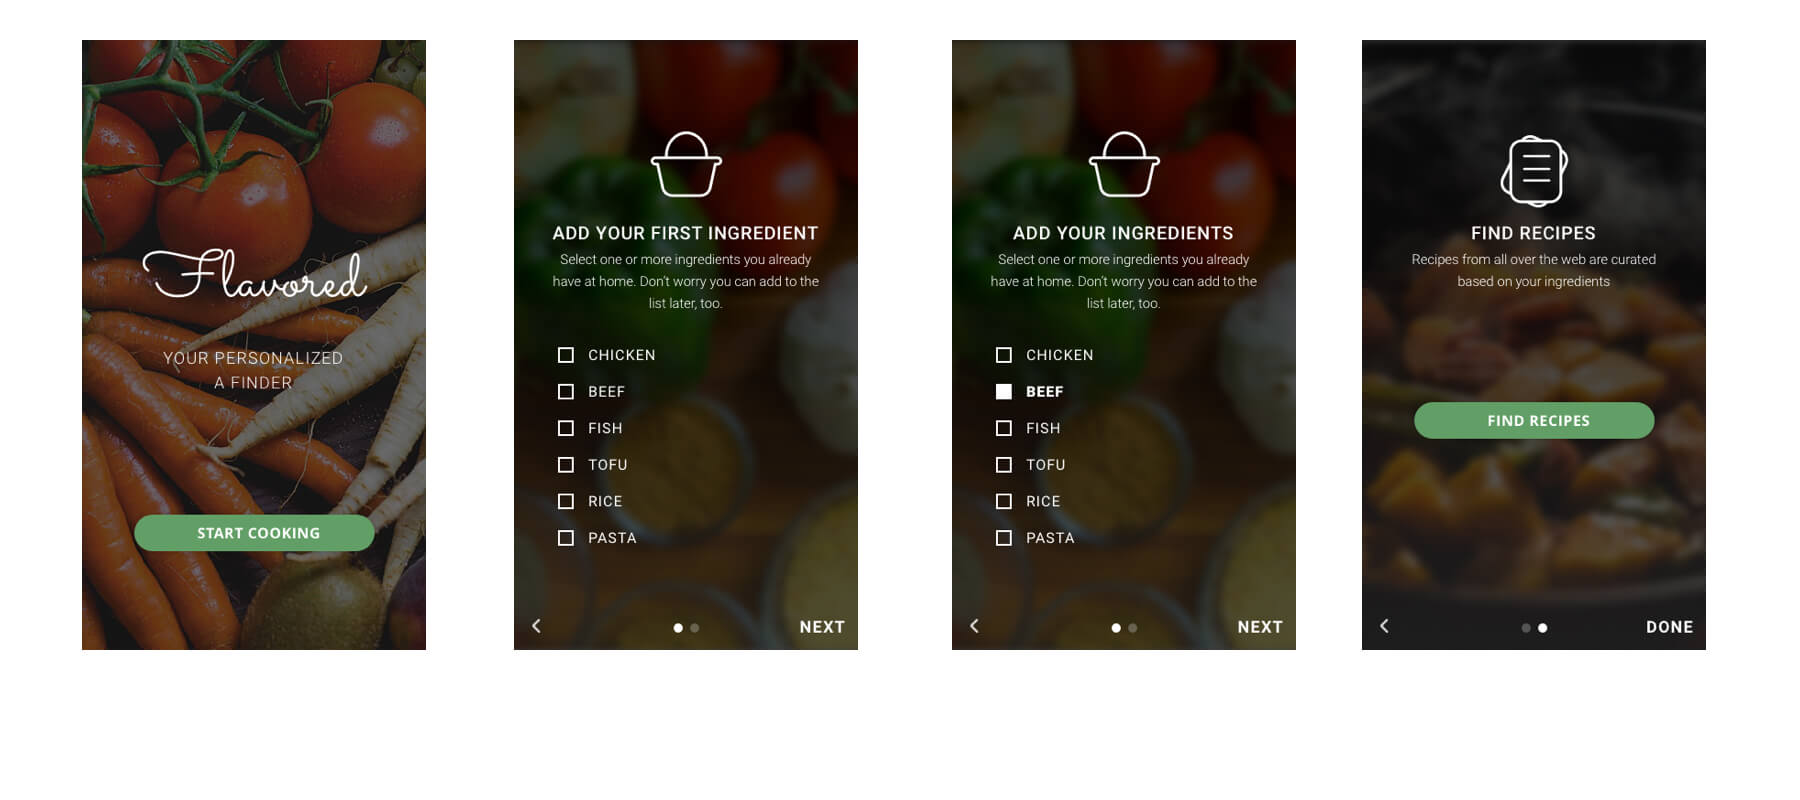 Flavored
YOUR PERSONALIZED
A FINDER
START COOKING
ADD YOUR FIRST INGREDIENT
Select one or more ingredients you already
have at home. Don't worry you can add to the
list later, too.
CHICKEN
BEEF
FISH
TOFU
RICE
PASTA
NEXT
ADD YOUR INGREDIENTS
Select one or more ingredients you already
have at home. Don't worry you can add to the
list later, too.
CHICKEN
BEEF
FISH
TOFU
RICE
PASTA
NEXT
FIND RECIPES
Recipes from all over the web are curated
based on your ingredients
FIND RECIPES
DONE